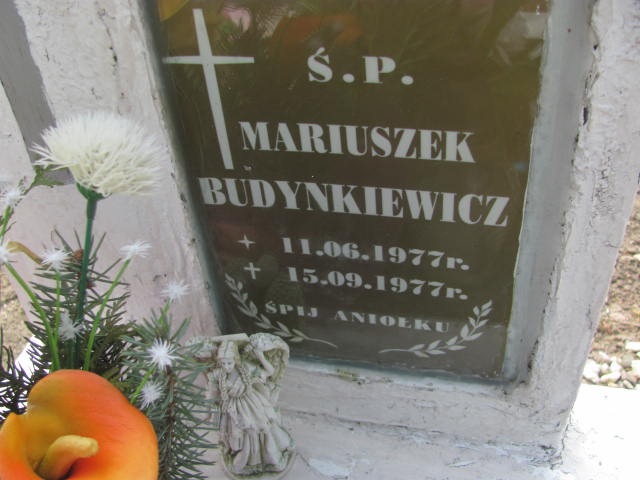 Ś.P.
MARIUSZEK
BUDYNKIEWICZ
11.06.1977r.
15.09.1977r.
ŚPIJ ANIOŁKU